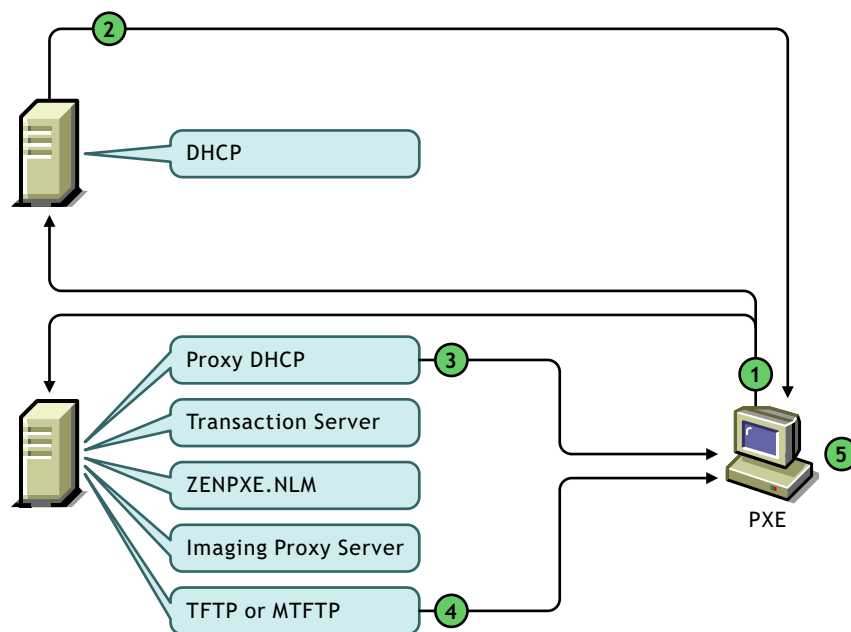 2
DHCP
Proxy DHCP
3
1
Transaction Server
5
ZENPXE.NLM
PXE
Imaging Proxy Server
TFTP or MTFTP
4